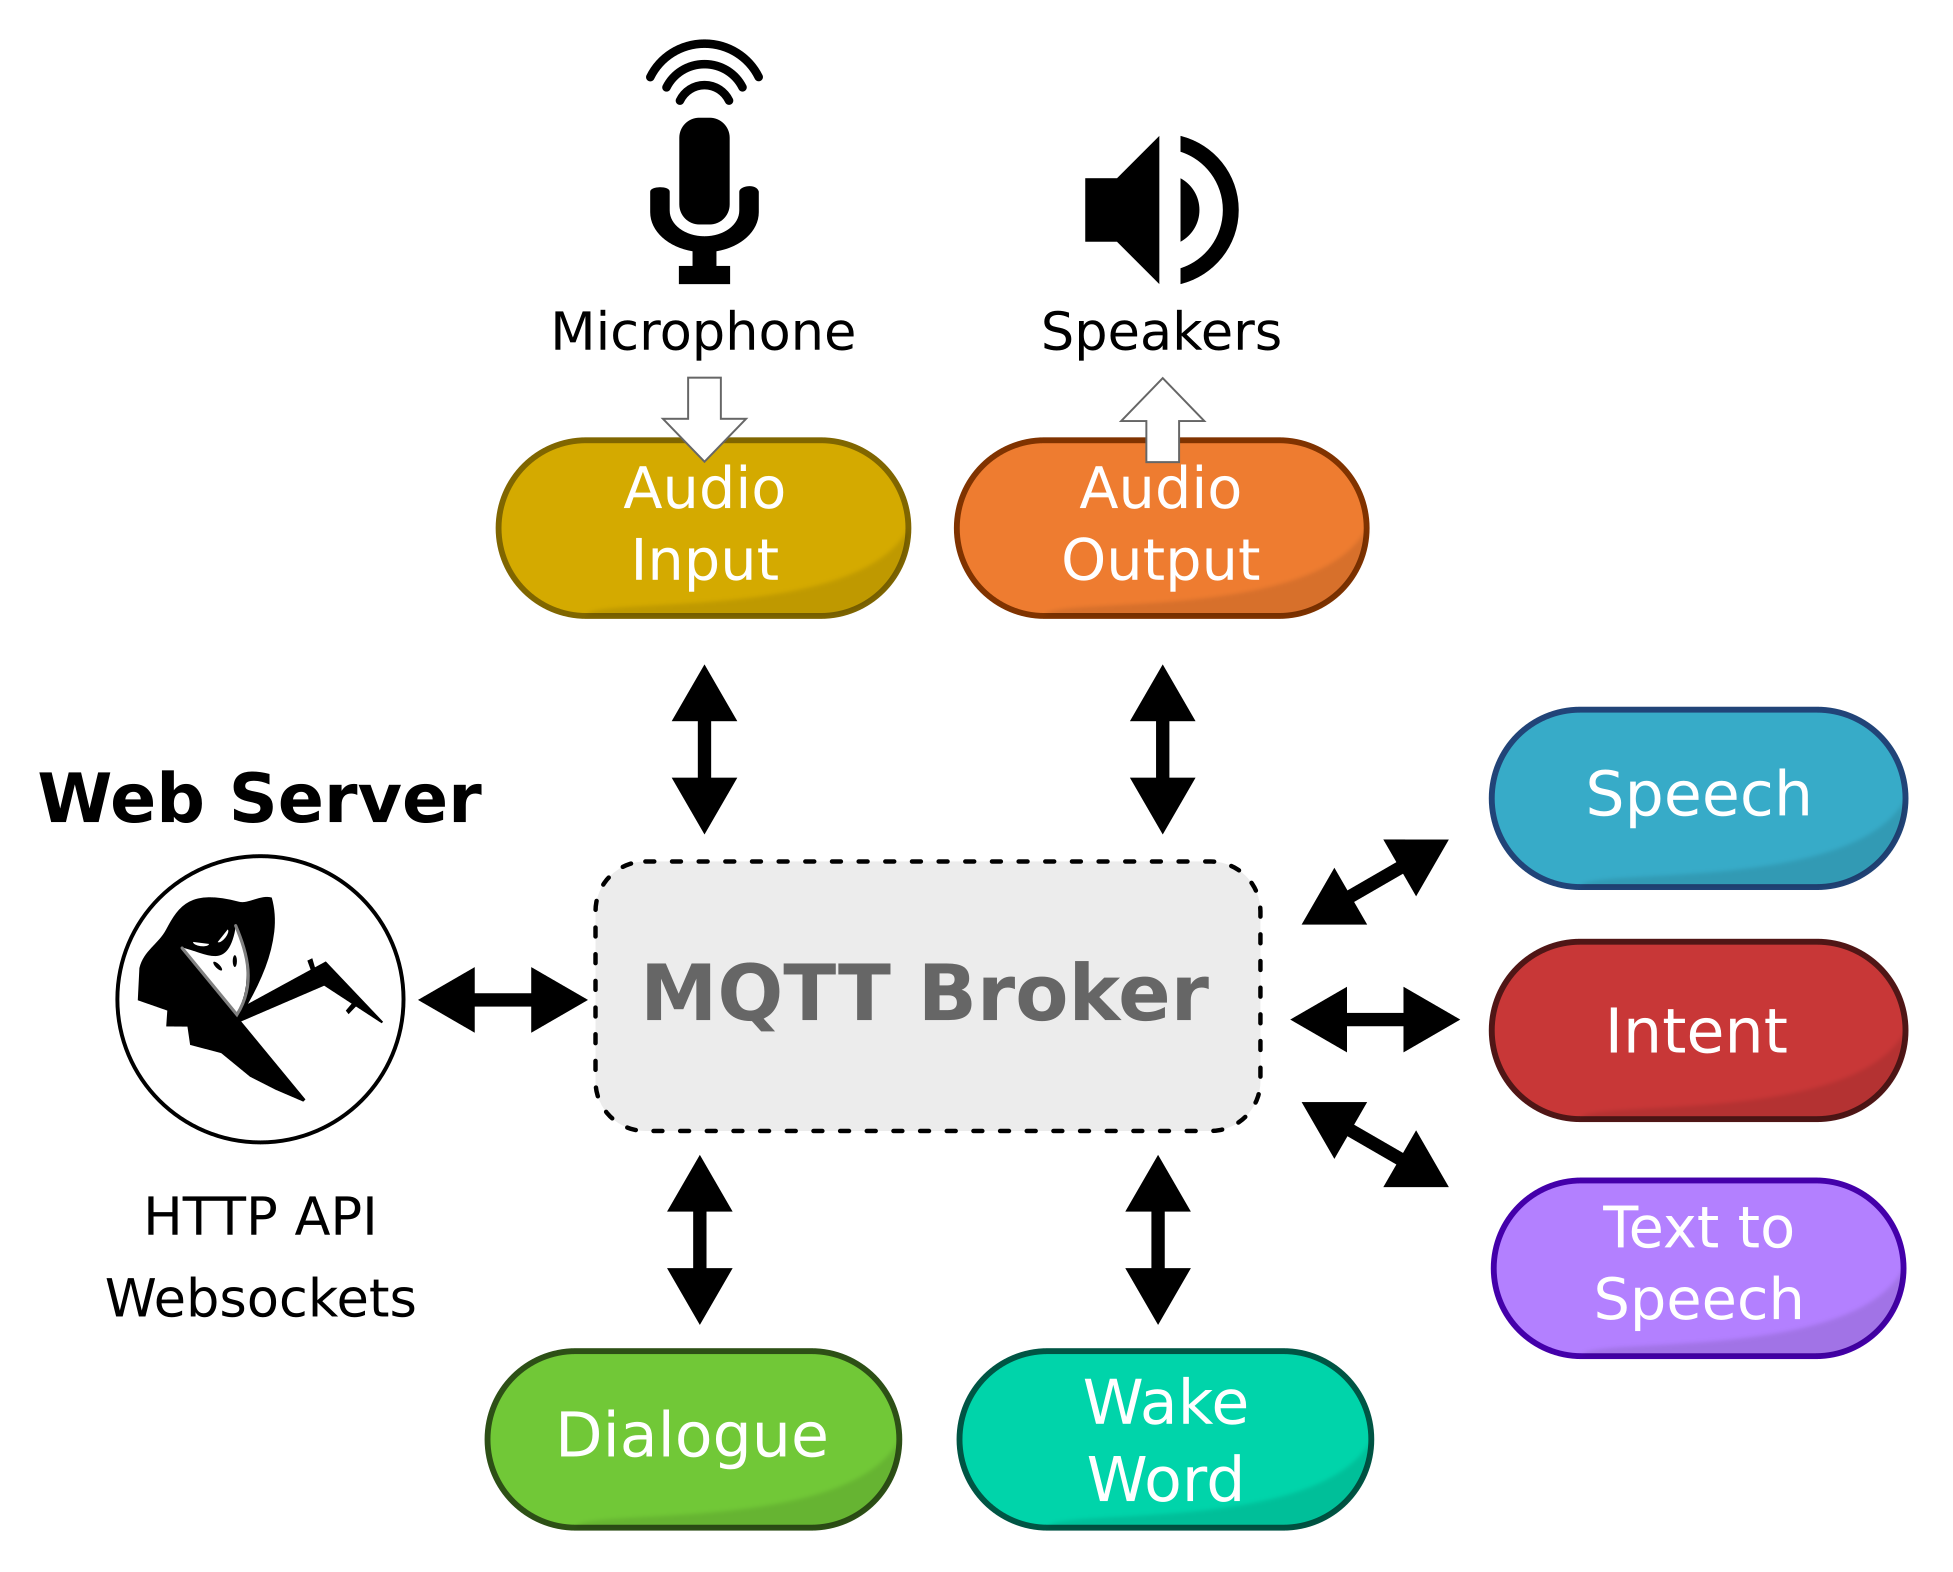 Microphone
Speakers
Audio
Input
Audio
Output
Web Server
Speech
MQTT Broker
Intent
HTTP API
Websockets
Text to
Speech
Dialogue
Wake
Word